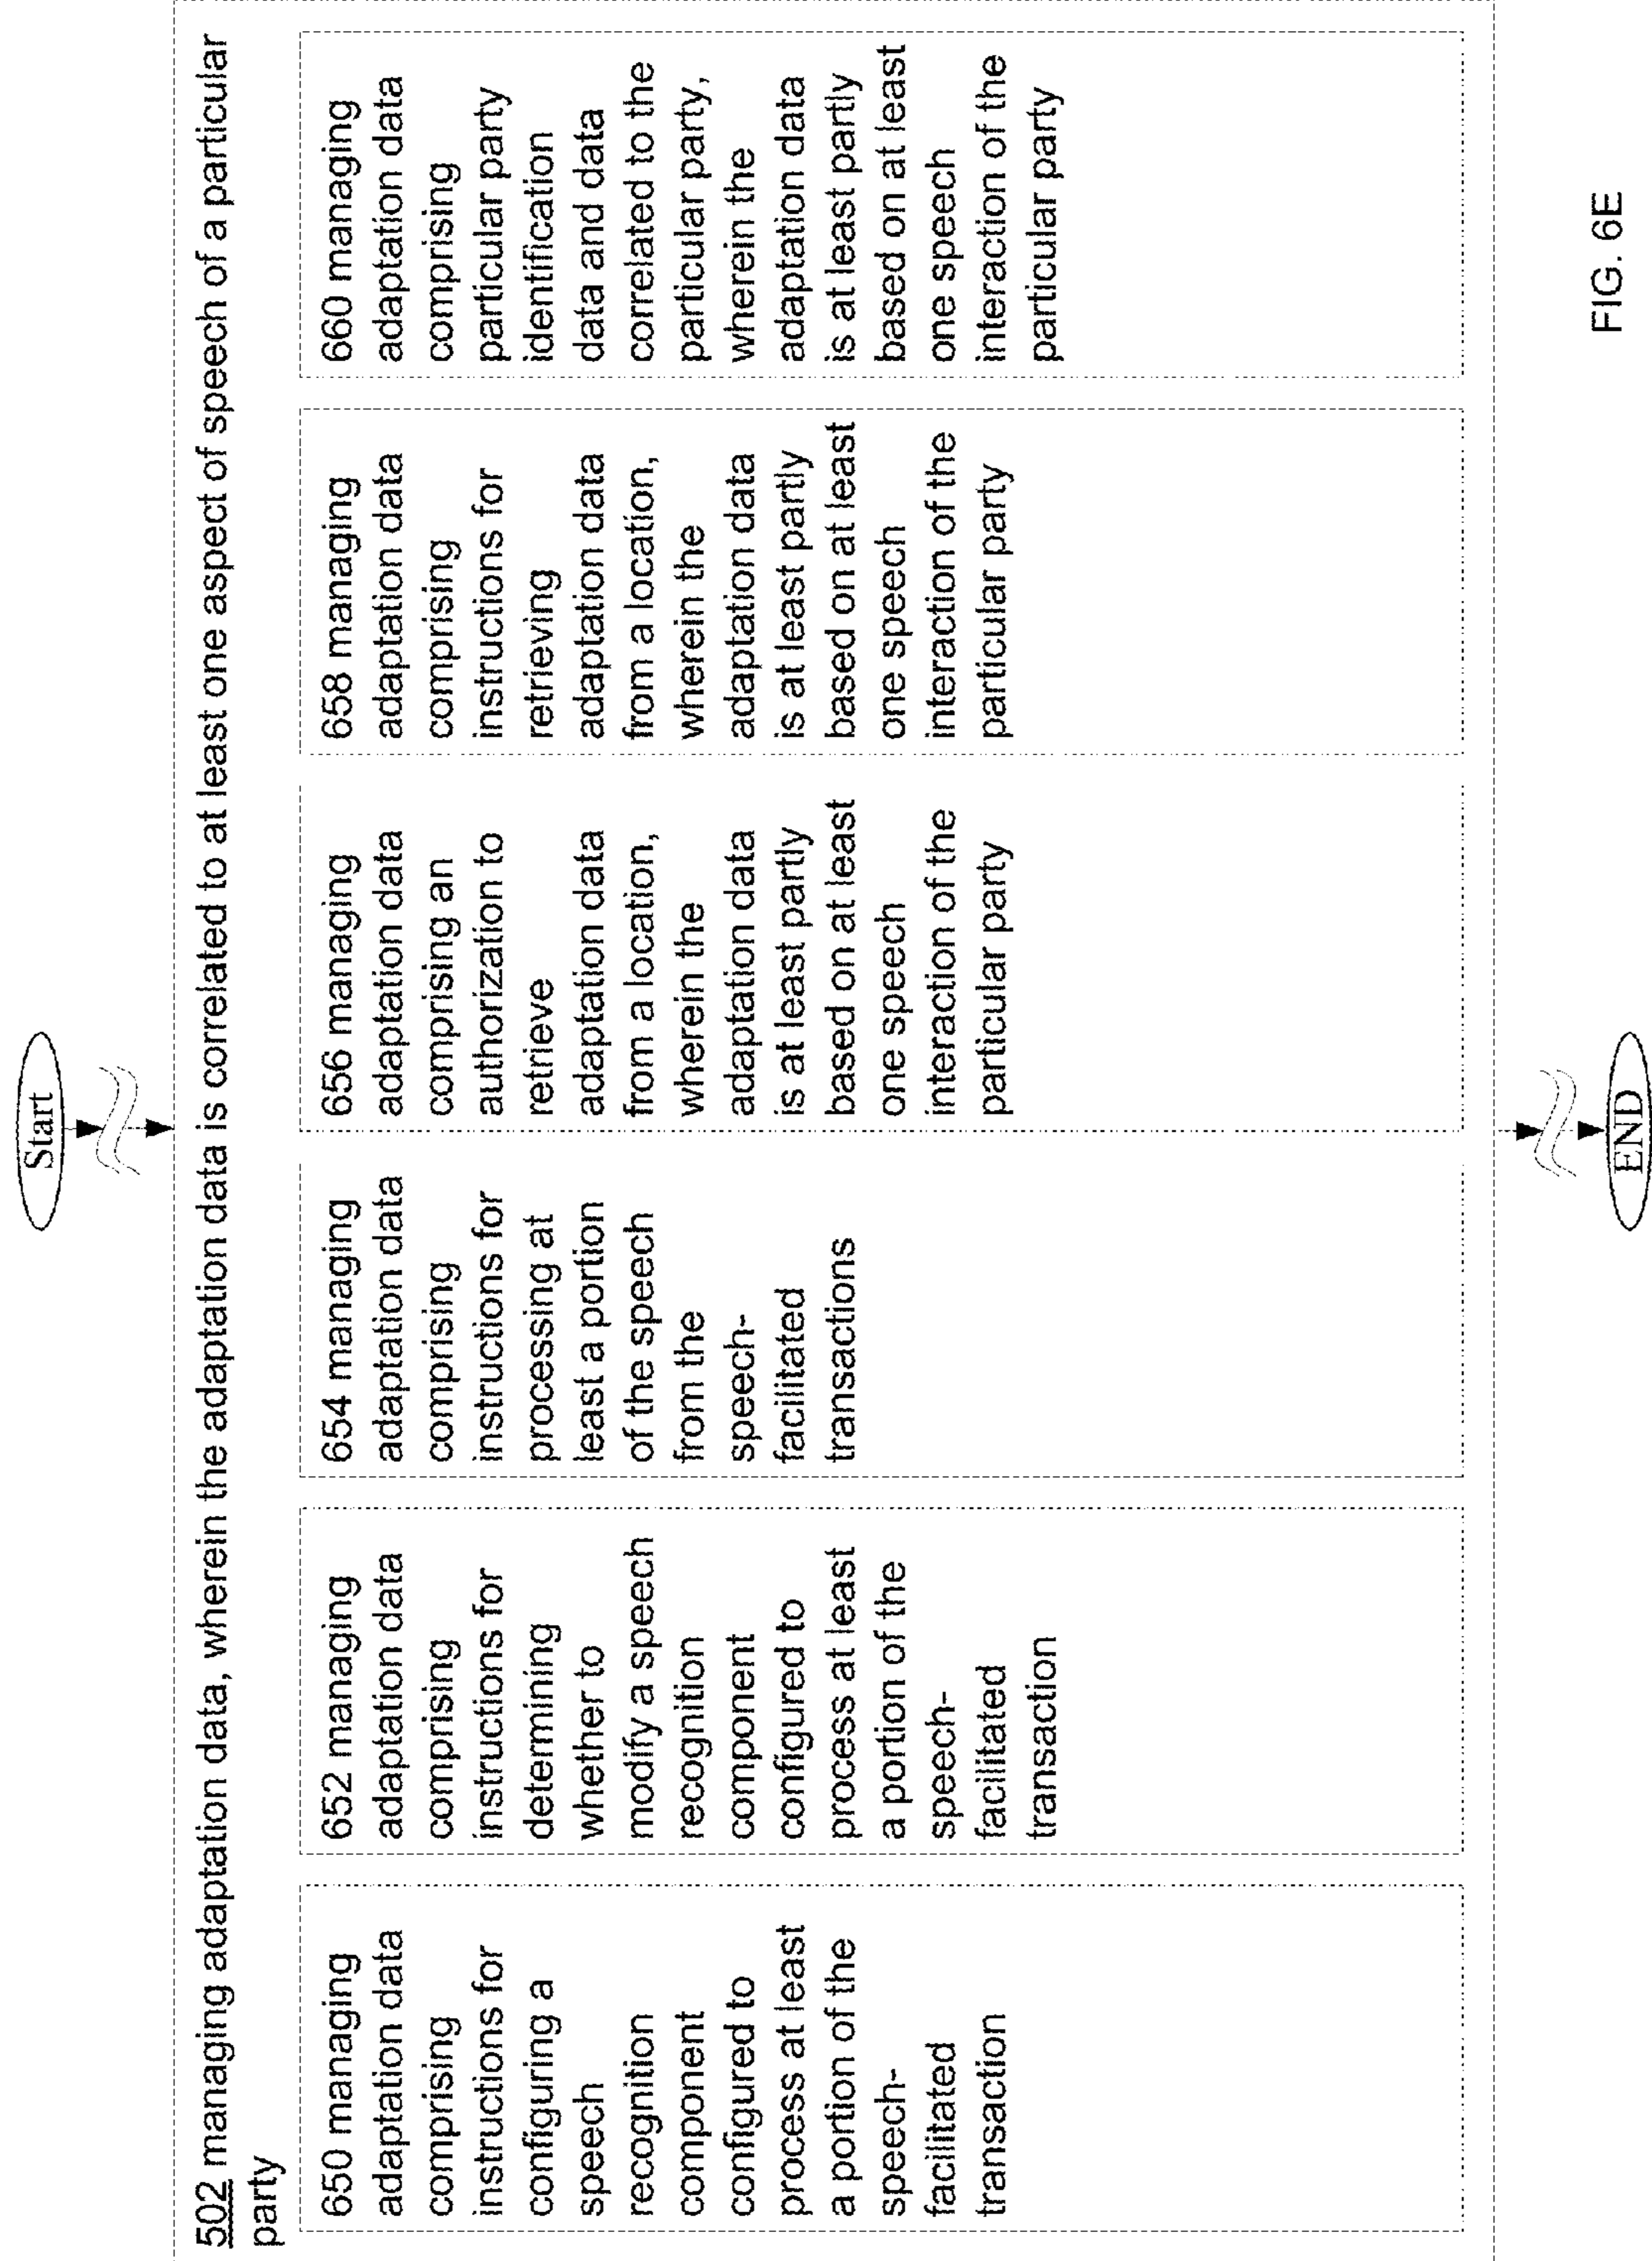 Start
502 managing adaptation data, wherein the adaptation data is correlated to at least one aspect of speech of a particular
party
650 managing
adaptation data
comprising
instructions for
configuring a
speech
recognition
component
configured to
process at least
a portion of the
speech-
facilitated
transaction
652 managing
adaptation data
comprising
instructions for
determining
whether to
modify a speech
recognition
component
configured to
process at least
a portion of the
speech-
facilitated
transaction
654 managing
adaptation data
comprising
instructions for
processing at
least a portion
of the speech
from the
speech-
facilitated
transactions
656 managing
adaptation data
comprising an
authorization to
retrieve
adaptation data
from a location,
wherein the
adaptation data
is at least partly
based on at least
one speech
interaction of the
particular party
658 managing
adaptation data
comprising
instructions for
retrieving
adaptation data
from a location,
wherein the
adaptation data
is at least partly
based on at least
one speech
interaction of the
particular party
660 managing
adaptation data
comprising
particular party
identification
data and data
correlated to the
particular party,
wherein the
adaptation data
is at least partly
based on at least
one speech
interaction of the
particular party
END
FIG. 6E